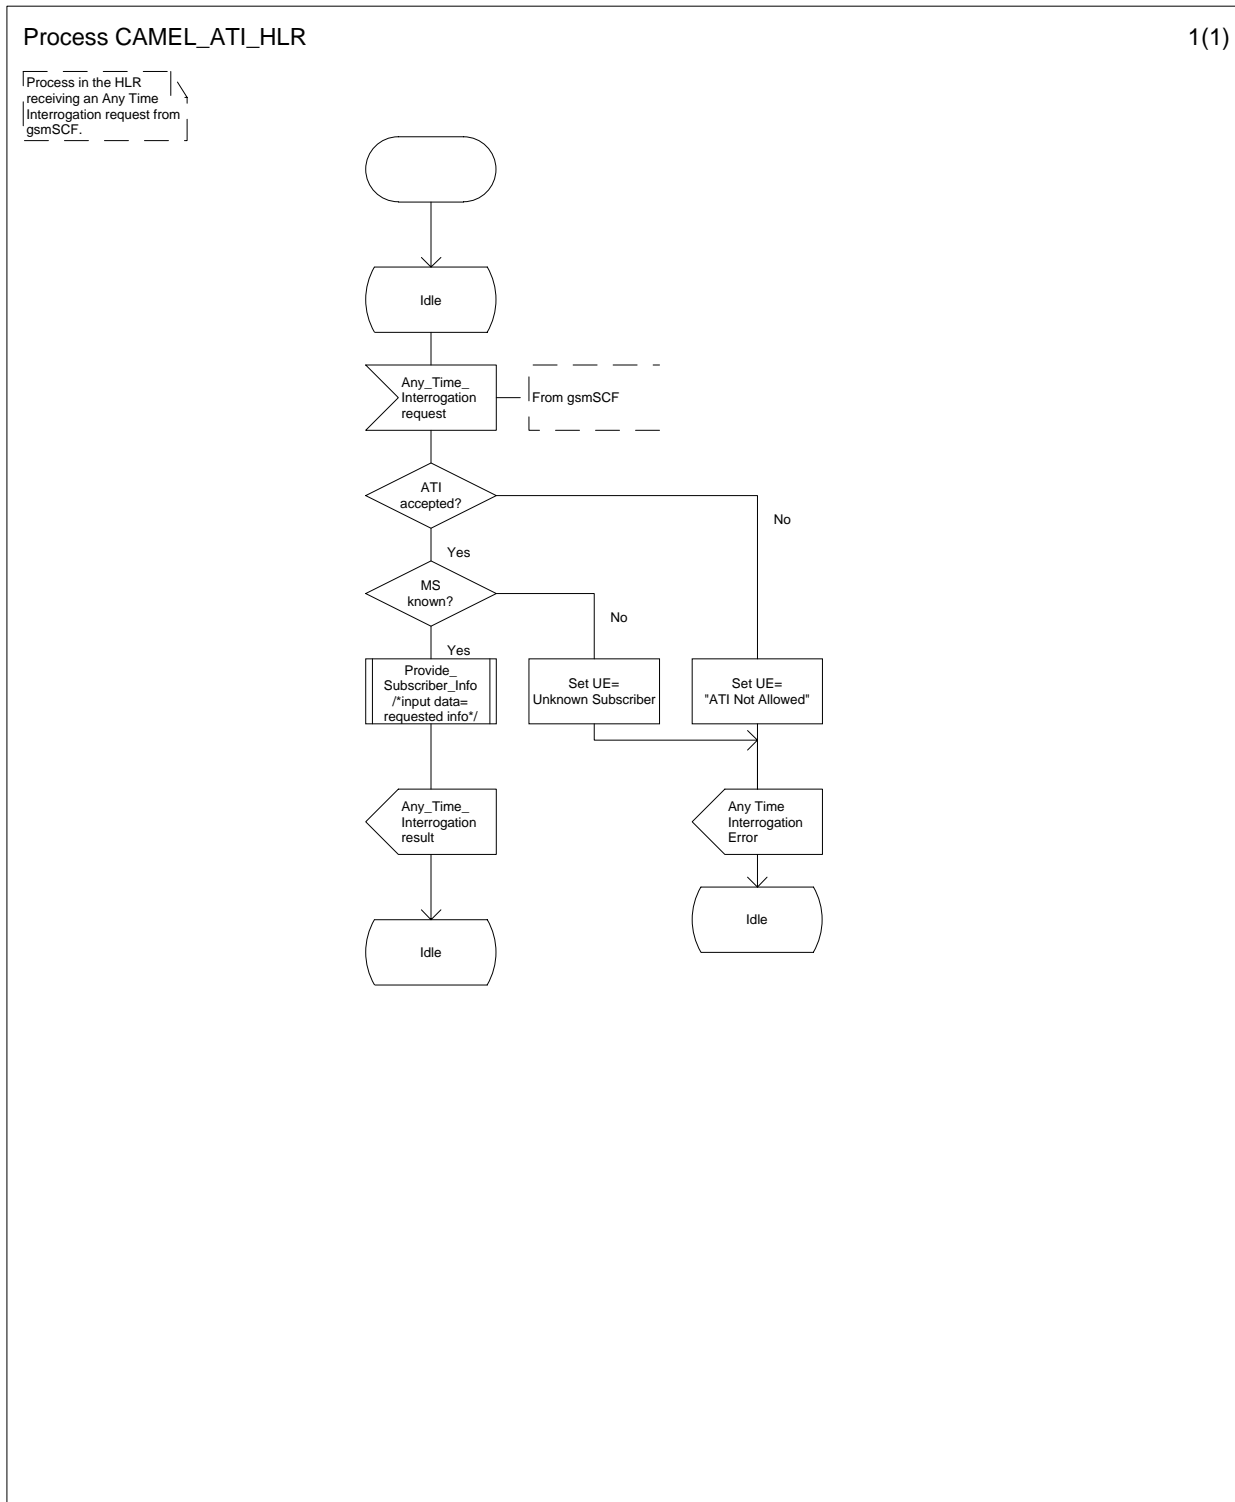 Process CAMEL_ATI_HLR
1(1)
Process in the HLR
receiving an Any Time
Interrogation request from
gsmSCF.
Idle
Any_Time_
Interrogation
request
From gsmSCF
ATI
accepted?
No
Yes
MS
known?
No
Yes
Provide_
Subscriber_Info
/*input data=
requested info*/
Set UE=
Unknown Subscriber
Set UE=
"ATI Not Allowed"
Any_Time_
Interrogation
result
Any Time
Interrogation
Error
Idle
Idle